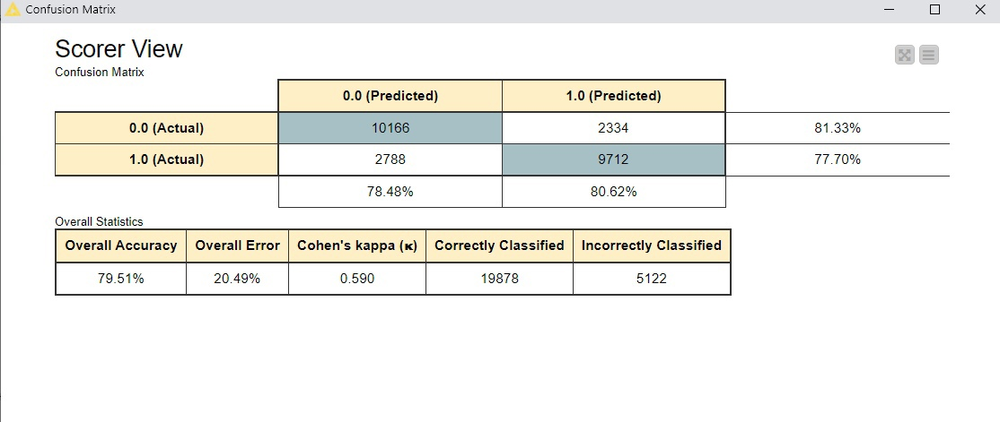 Confusion Matrix
Scorer View
Confusion Matrix
0.0 (Predicted) 1.0 (Predicted)
0.0 (Actual) 10166 2334 81.33%
1.0 (Actual) 2788 9712 77.70%
78.48% 80.62%
Overall Statistics
Overall Accuracy Overall Error Cohen's kappa (κ) Correctly Classified Incorrectly Classified
79.51% 20.49% 0.590 19878 5122